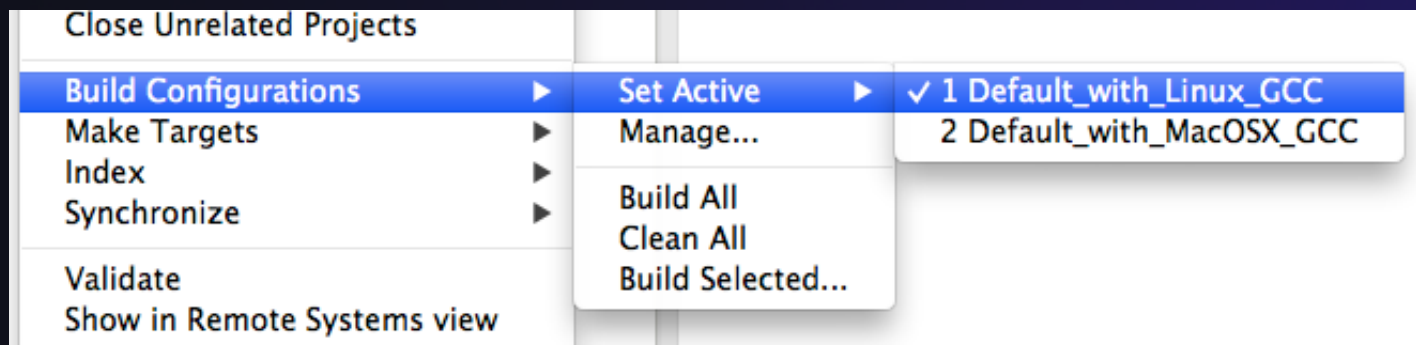 Close Unrelated Projects
Build Configurations
Make Targets
Index
Synchronize
Validate
Show in Remote Systems view
Set Active
Manage...
Build All
Clean All
Build Selected...
✓ 1 Default_with_Linux_GCC
2 Default_with_MacOSX_GCC